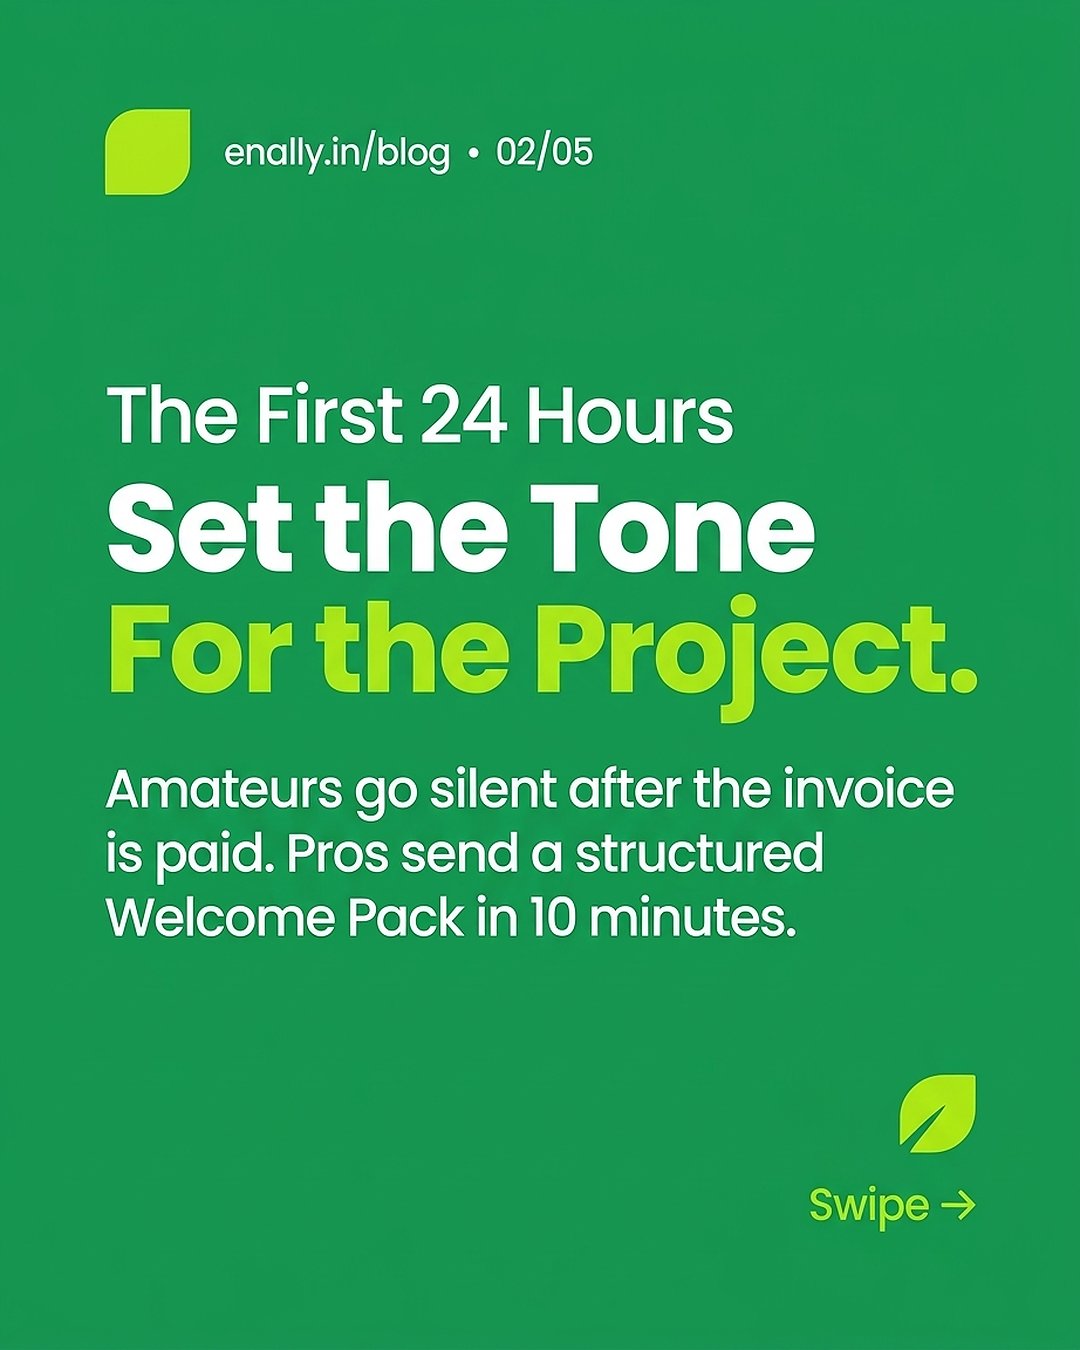 enally.in/blog • 02/05
The First 24 Hours
Set the Tone
For the Project.
Amateurs go silent after the invoice
is paid. Pros send a structured
Welcome Pack in 10 minutes.
Swipe →